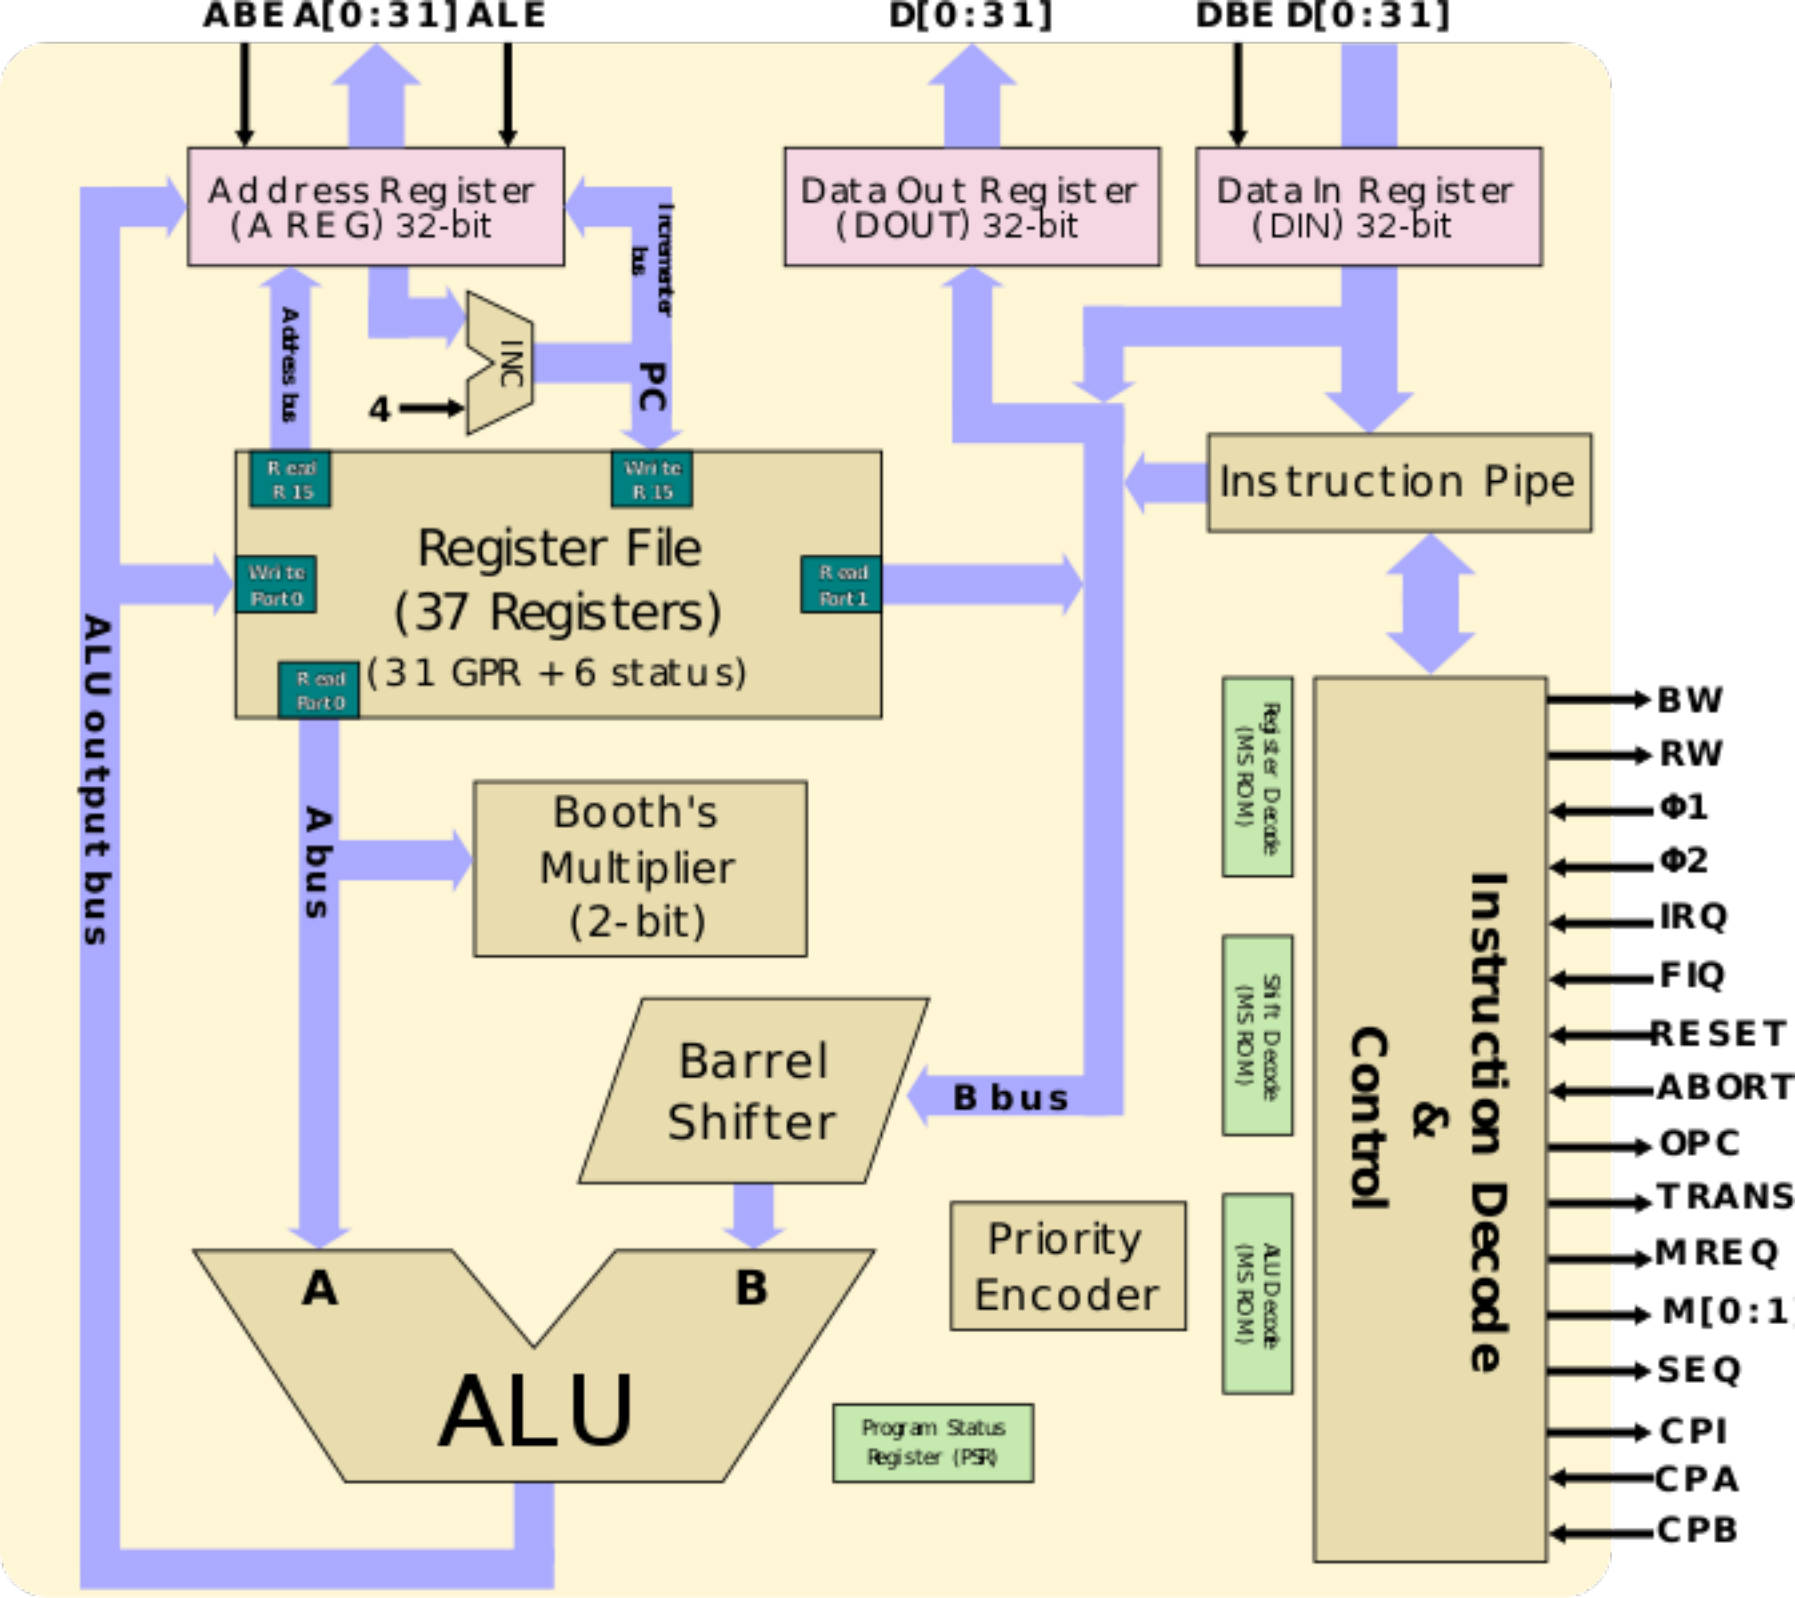 ABE A[0:31] ALE
D[0:31]
DBE D[0:31]
Address Register
(A REG) 32-bit
Data Out Register
(DOUT) 32-bit
Data In Register
(DIN) 32-bit
Incrementer
bus
Address bus
INC
4
PC
Read
R15
Write
R15
Register File
(37 Registers)
(31 GPR + 6 status)
Write
Port 0
Read
Port 1
Read
Port 0
Instruction Pipe
ALU output bus
A bus
Booth's
Multiplier
(2-bit)
Barrel
Shifter
B bus
A
B
ALU
Priority
Encoder
Program Status
Register (PSR)
Register Decode
(MS ROM)
Shift Decode
(MS ROM)
ALU Decode
(MS ROM)
Instruction Decode
&
Control
BW
RW
Φ1
Φ2
IRQ
FIQ
RESET
ABORT
OPC
TRANS
MREQ
M[0:1]
SEQ
CPI
CPA
CPB